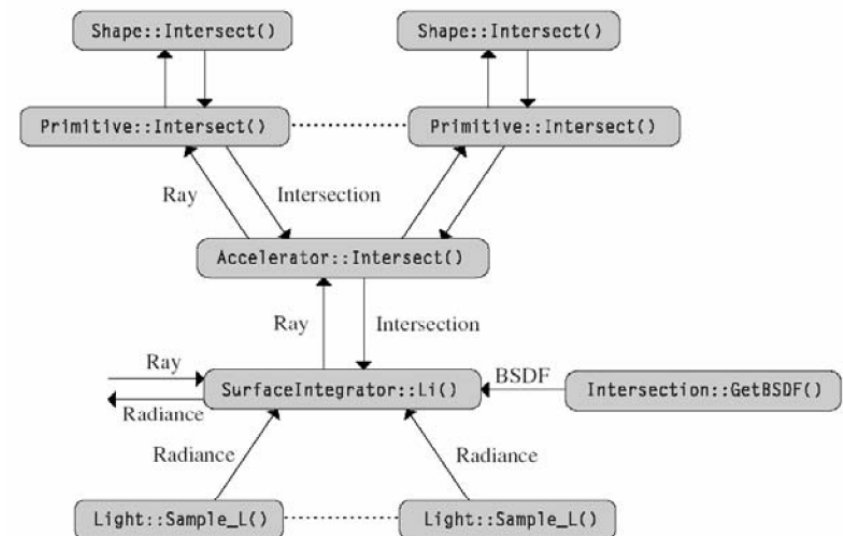 Shape::Intersect()
Shape::Intersect()
Primitive::Intersect()
Primitive::Intersect()
Ray
Intersection
Accelerator::Intersect()
Ray
Intersection
Ray
Radiance
SurfaceIntegrator::Li()
BSDF
Intersection::GetBSDF()
Radiance
Radiance
Light::Sample_L()
Light::Sample_L()